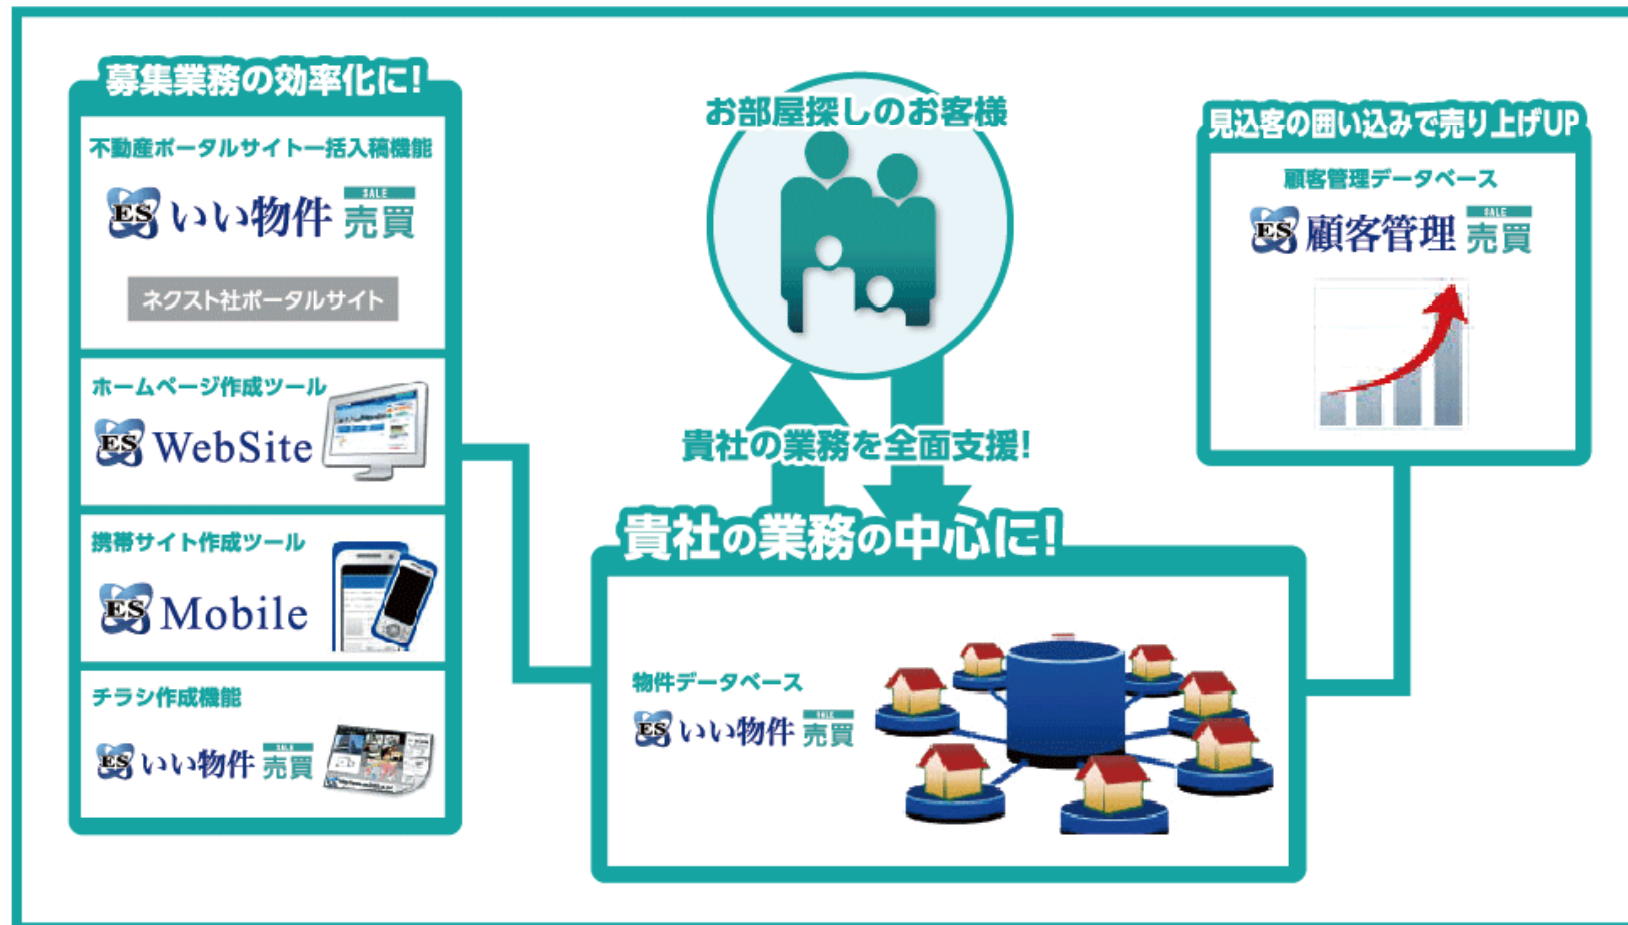 募集業務の効率化に!
不動産ポータルサイト一括入稿機能
ES いい物件 SALE 売買
ネクスト社ポータルサイト
ホームページ作成ツール
ES WebSite
携帯サイト作成ツール
ES Mobile
チラシ作成機能
ES いい物件 SALE 売買
お部屋探しのお客様
貴社の業務を全面支援!
貴社の業務の中心に!
物件データベース
ES いい物件 SALE 売買
見込客の囲い込みで売り上げUP
顧客管理データベース
ES 顧客管理 SALE 売買